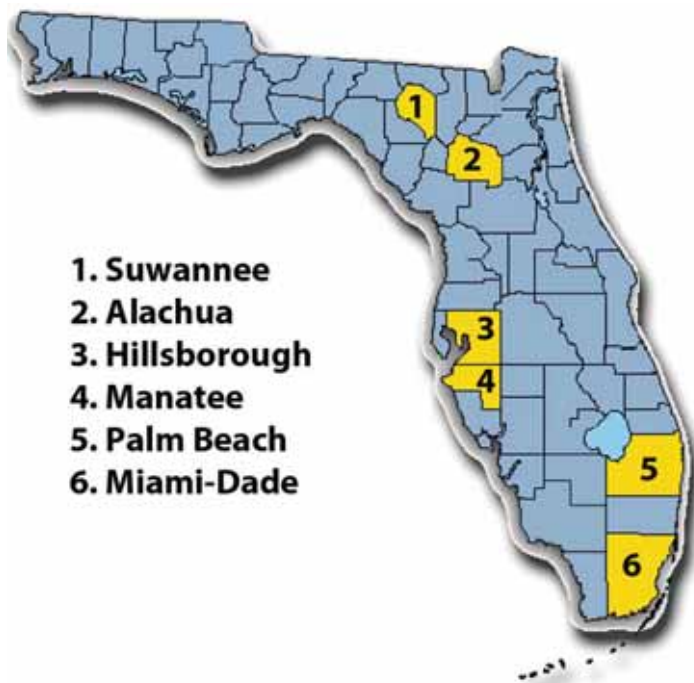 1
2
1. Suwannee
2. Alachua
3. Hillsborough
4. Manatee
5. Palm Beach
6. Miami-Dade
3
4
5
6